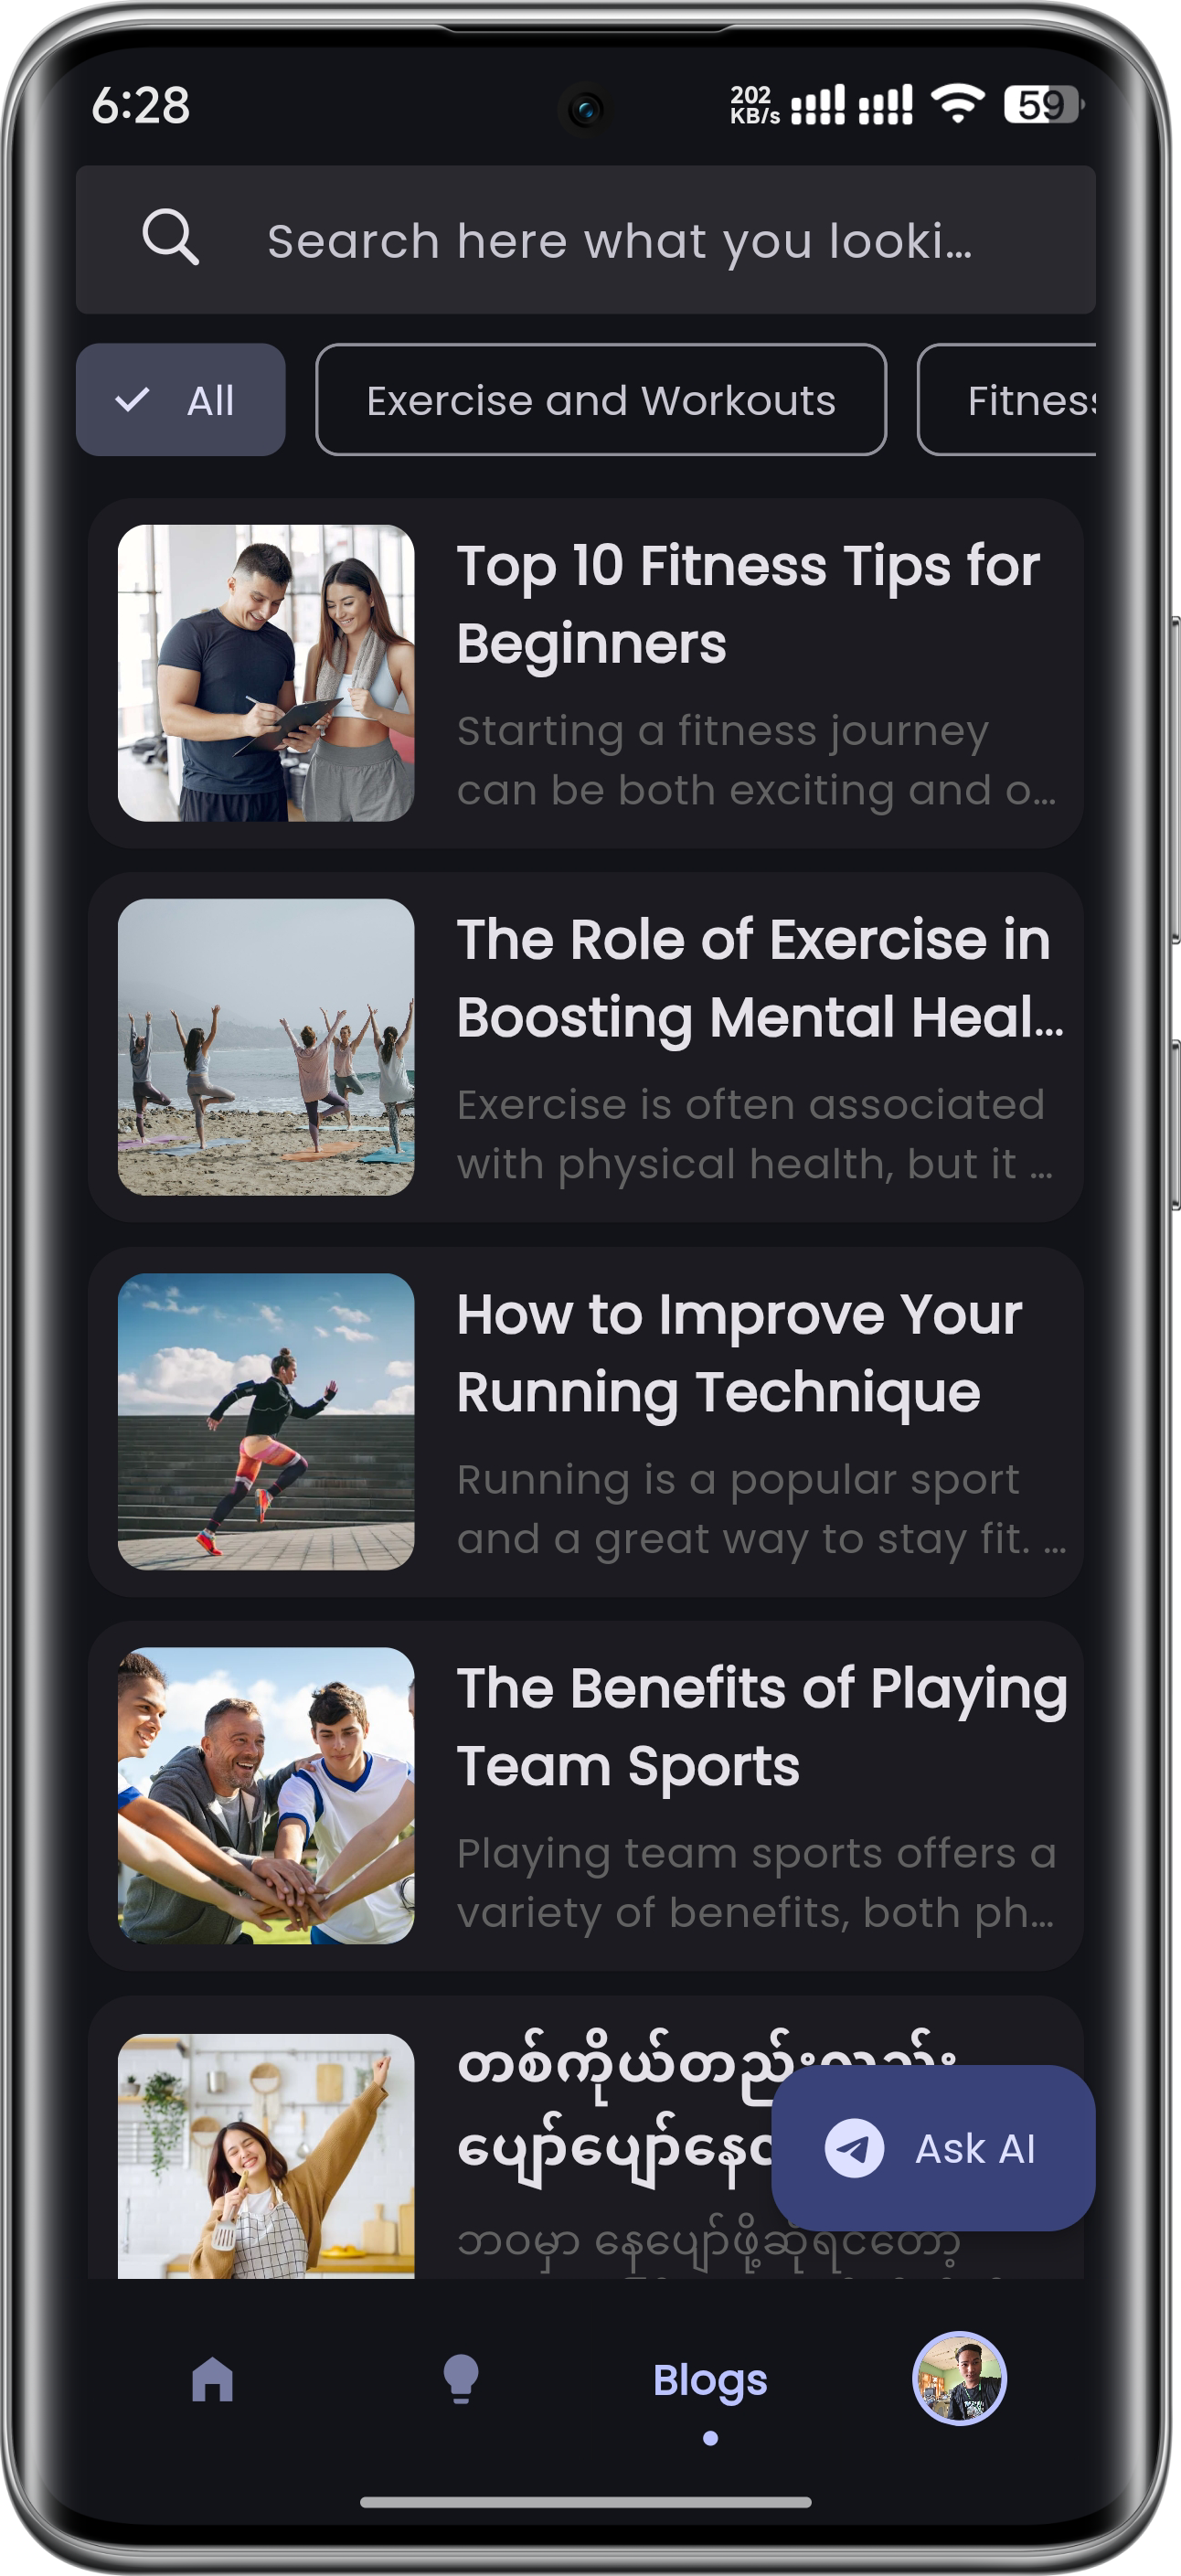 6:28
202
KB/s
59
Search here what you looki...
All
Exercise and Workouts
Fitness
Top 10 Fitness Tips for
Beginners
Starting a fitness journey
can be both exciting and o...
The Role of Exercise in
Boosting Mental Heal...
Exercise is often associated
with physical health, but it ...
How to Improve Your
Running Technique
Running is a popular sport
and a great way to stay fit. ...
The Benefits of Playing
Team Sports
Playing team sports offers a
variety of benefits, both ph...
တစ်ကိုယ်တည်းလည်း
ပျော်ပျော်နေ
ဘဝမှာ နေပျော်ဖို့ဆိုရင်တော့
Ask AI
Blogs